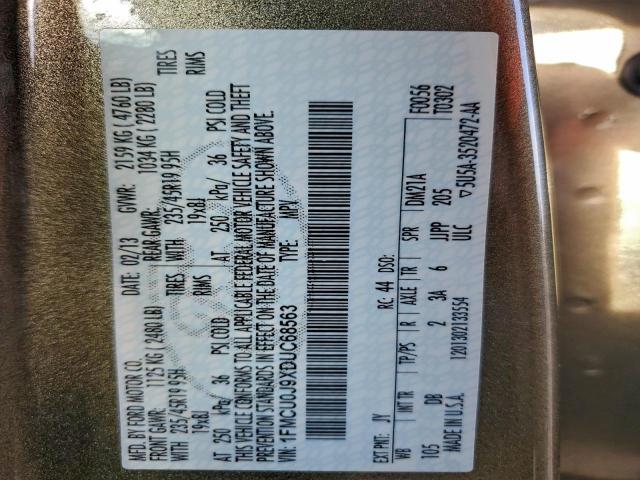 MFD. BY FORD MOTOR CO. DATE: 02/13 GVWR: 2159 KG ( 4760 LB)
FRONT GAWR: 1125 KG ( 2480 LB) REAR GAWR: 1034 KG ( 2280 LB)
WITH 235/45R19 95H TIRES WITH 235/45R19 95H TIRES
19x8J RIMS 19x8J RIMS
AT 250 kPa/ 36 PSI COLD AT 250 kPa/ 36 PSI COLD
THIS VEHICLE CONFORMS TO ALL APPLICABLE FEDERAL MOTOR VEHICLE SAFETY AND THEFT
PREVENTION STANDARDS IN EFFECT ON THE DATE OF MANUFACTURE SHOWN ABOVE.
VIN: 1FMCU0J9XDUC68563 TYPE: MPV
F0056
EXT PNT: JY RC: 44 DSO: T0302
WB INT TR TP/PS R AXLE TR SPR DM21A
105 DB 2 3A 6 JJPP 205
ULC ▽5U5A-3520472-AA
1201302133554
MADE IN U.S.A.